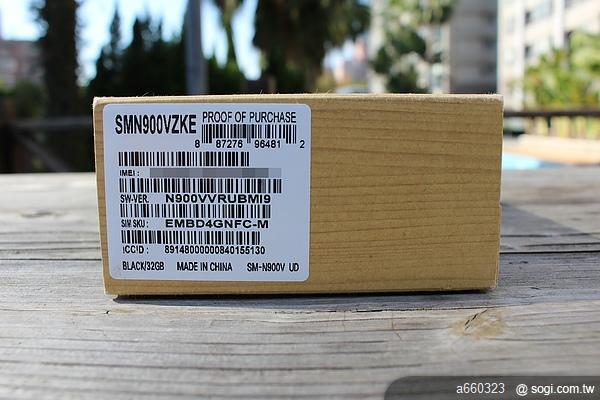 SMN900VZKE PROOF OF PURCHASE
8 87276 96481 2
IMEI :
SW-VER. N900VVRUBMI9
SIM SKU : EMBD4GNFC-M
ICCID : 89148000000840155130
BLACK/32GB MADE IN CHINA SM-N900V UD
a660323 @ sogi.com.tw